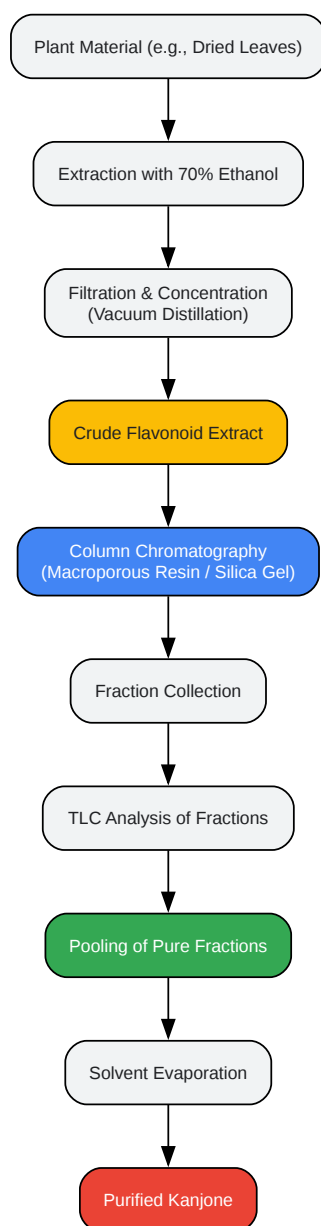 Plant Material (e.g., Dried Leaves)
Extraction with 70% Ethanol
Filtration & Concentration
(Vacuum Distillation)
Crude Flavonoid Extract
Column Chromatography
(Macroporous Resin / Silica Gel)
Fraction Collection
TLC Analysis of Fractions
Pooling of Pure Fractions
Solvent Evaporation
Purified Kanjone